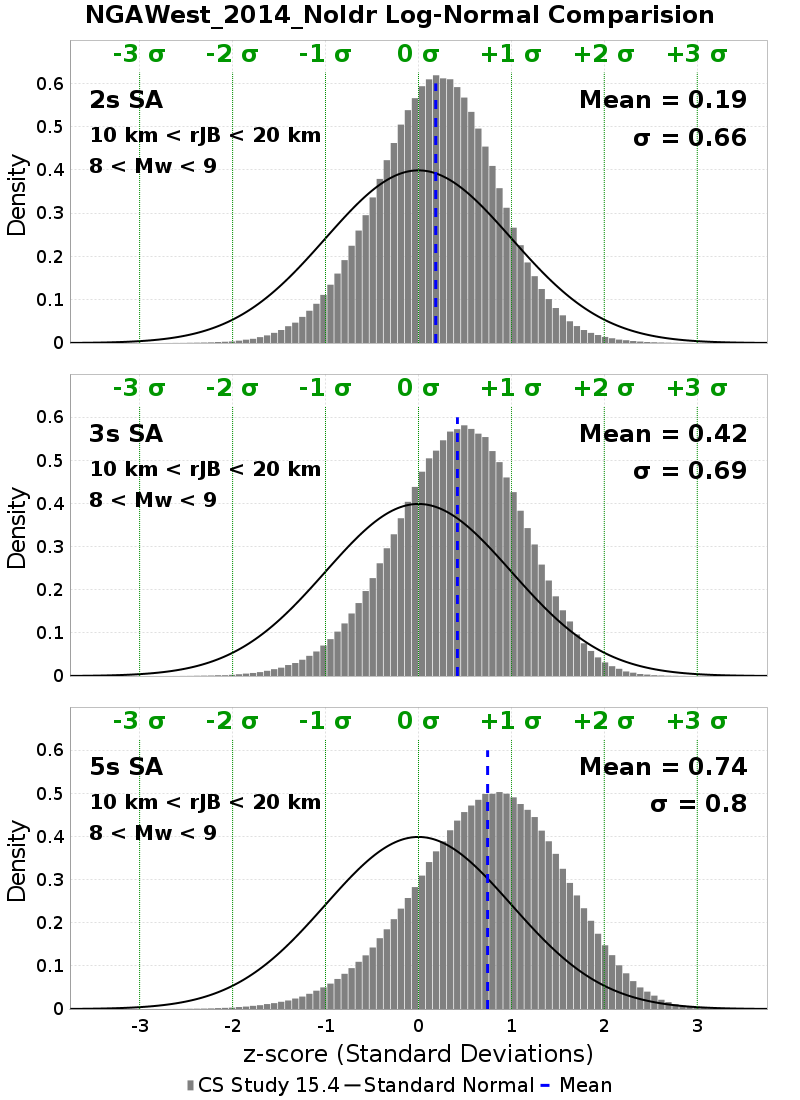 NGAWest_2014_NoIdr Log-Normal Comparision
-3 σ -2 σ -1 σ 0 σ +1 σ +2 σ +3 σ
2s SA
10 km < rJB < 20 km
8 < Mw < 9
Mean = 0.19
σ = 0.66
Density
0.6
0.5
0.4
0.3
0.2
0.1
0
-3 σ -2 σ -1 σ 0 σ +1 σ +2 σ +3 σ
3s SA
10 km < rJB < 20 km
8 < Mw < 9
Mean = 0.42
σ = 0.69
Density
0.6
0.5
0.4
0.3
0.2
0.1
0
-3 σ -2 σ -1 σ 0 σ +1 σ +2 σ +3 σ
5s SA
10 km < rJB < 20 km
8 < Mw < 9
Mean = 0.74
σ = 0.8
Density
0.6
0.5
0.4
0.3
0.2
0.1
0
-3 -2 -1 0 1 2 3
z-score (Standard Deviations)
CS Study 15.4 Standard Normal Mean